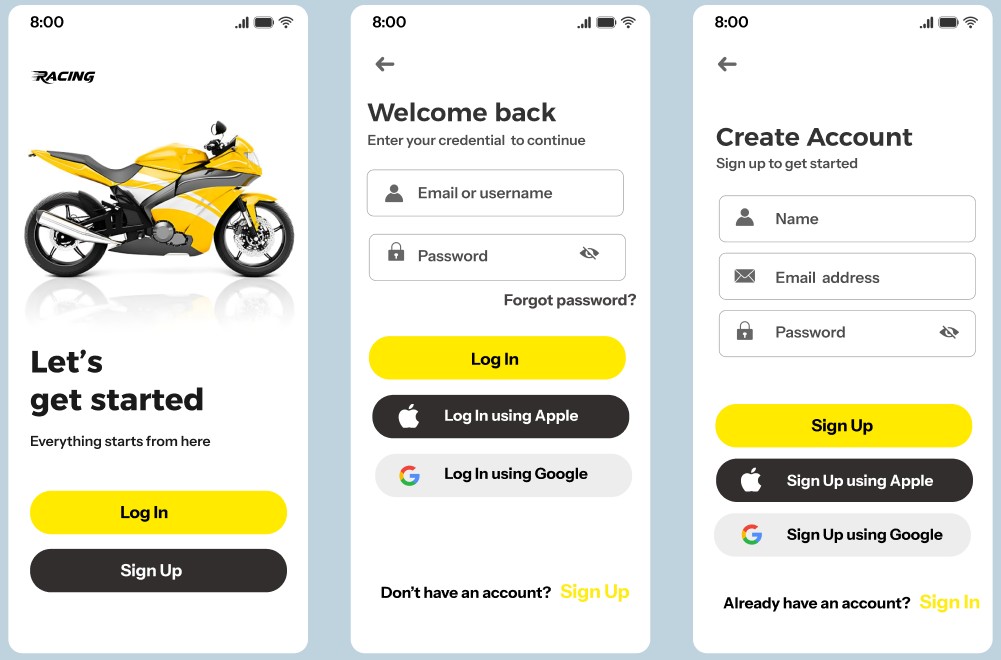 8:00
RACING
Let's
get started
Everything starts from here
Log In
Sign Up
8:00
Welcome back
Enter your credential to continue
Email or username
Password
Forgot password?
Log In
Log In using Apple
Log In using Google
Don't have an account? Sign Up
8:00
Create Account
Sign up to get started
Name
Email address
Password
Sign Up
Sign Up using Apple
Sign Up using Google
Already have an account? Sign In